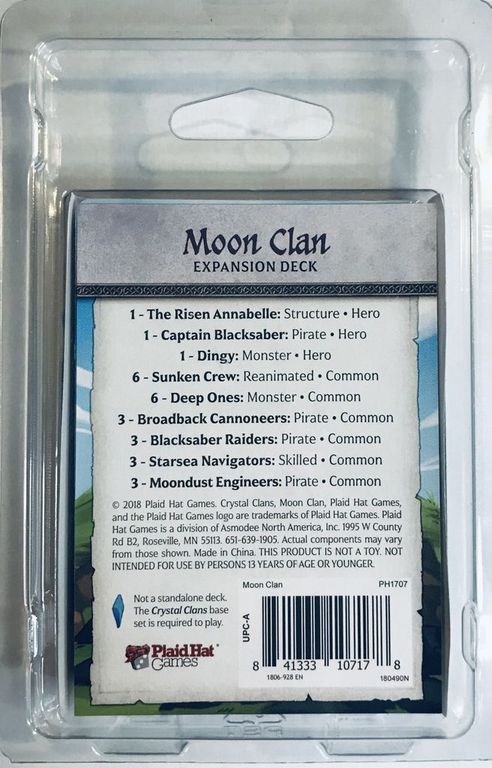 Moon Clan
EXPANSION DECK
1 - The Risen Annabelle: Structure • Hero
1 - Captain Blacksaber: Pirate • Hero
1 - Dingy: Monster • Hero
6 - Sunken Crew: Reanimated • Common
6 - Deep Ones: Monster • Common
3 - Broadback Cannoneers: Pirate • Common
3 - Blacksaber Raiders: Pirate • Common
3 - Starsea Navigators: Skilled • Common
3 - Moondust Engineers: Pirate • Common
© 2018 Plaid Hat Games. Crystal Clans, Moon Clan, Plaid Hat Games,
and the Plaid Hat Games logo are trademarks of Plaid Hat Games. Plaid
Hat Games is a division of Asmodee North America, Inc. 1995 W County
Rd B2, Roseville, MN 55113. 651-639-1905. Actual components may vary
from those shown. Made in China. THIS PRODUCT IS NOT A TOY. NOT
INTENDED FOR USE BY PERSONS 13 YEARS OF AGE OR YOUNGER.
Not a standalone deck.
The Crystal Clans base
set is required to play.
Plaid Hat
Games
Moon Clan PH1707
UPC-A
8 41333 10717 8
1806-928 EN 180490N